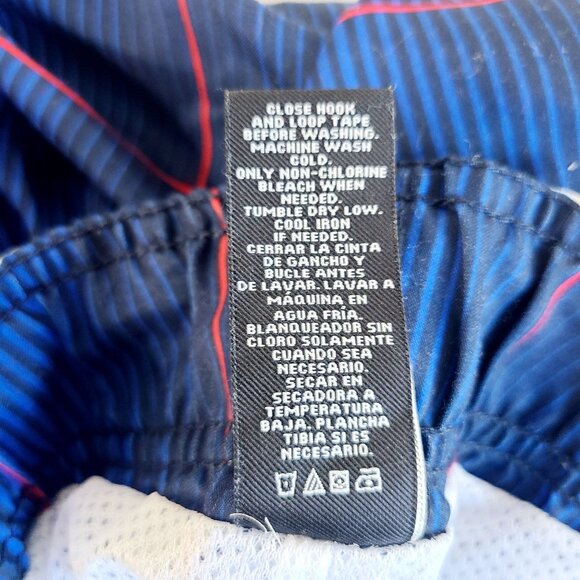 CLOSE HOOK
AND LOOP TAPE
BEFORE WASHING.
MACHINE WASH
COLD.
ONLY NON-CHLORINE
BLEACH WHEN
NEEDED.
TUMBLE DRY LOW.
COOL IRON
IF NEEDED.
CERRAR LA CINTA
DE GANCHO Y
BUCLE ANTES
DE LAVAR. LAVAR A
MÁQUINA EN
AGUA FRÍA.
BLANQUEADOR SIN
CLORO SOLAMENTE
CUANDO SEA
NECESARIO.
SECAR EN
SECADORA A
TEMPERATURA
BAJA. PLANCHA
TIBIA SI ES
NECESARIO.